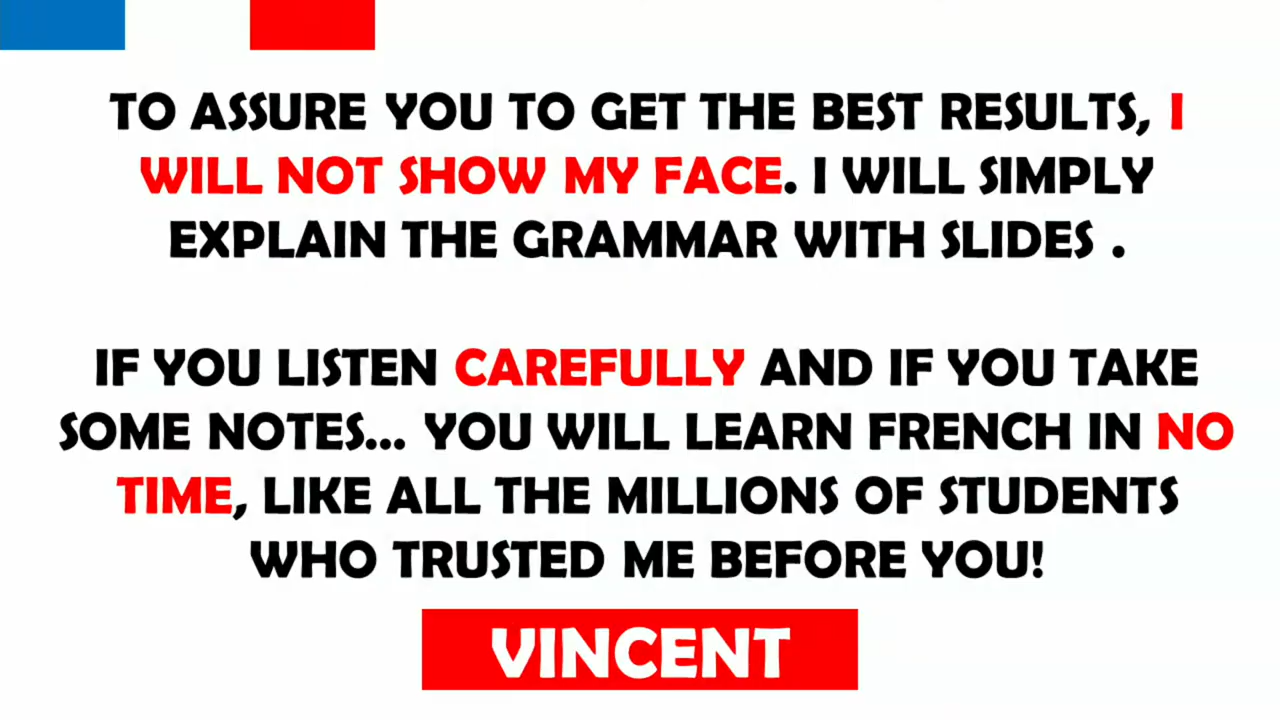 TO ASSURE YOU TO GET THE BEST RESULTS, I
WILL NOT SHOW MY FACE. I WILL SIMPLY
EXPLAIN THE GRAMMAR WITH SLIDES .
IF YOU LISTEN CAREFULLY AND IF YOU TAKE
SOME NOTES... YOU WILL LEARN FRENCH IN NO
TIME, LIKE ALL THE MILLIONS OF STUDENTS
WHO TRUSTED ME BEFORE YOU!
VINCENT